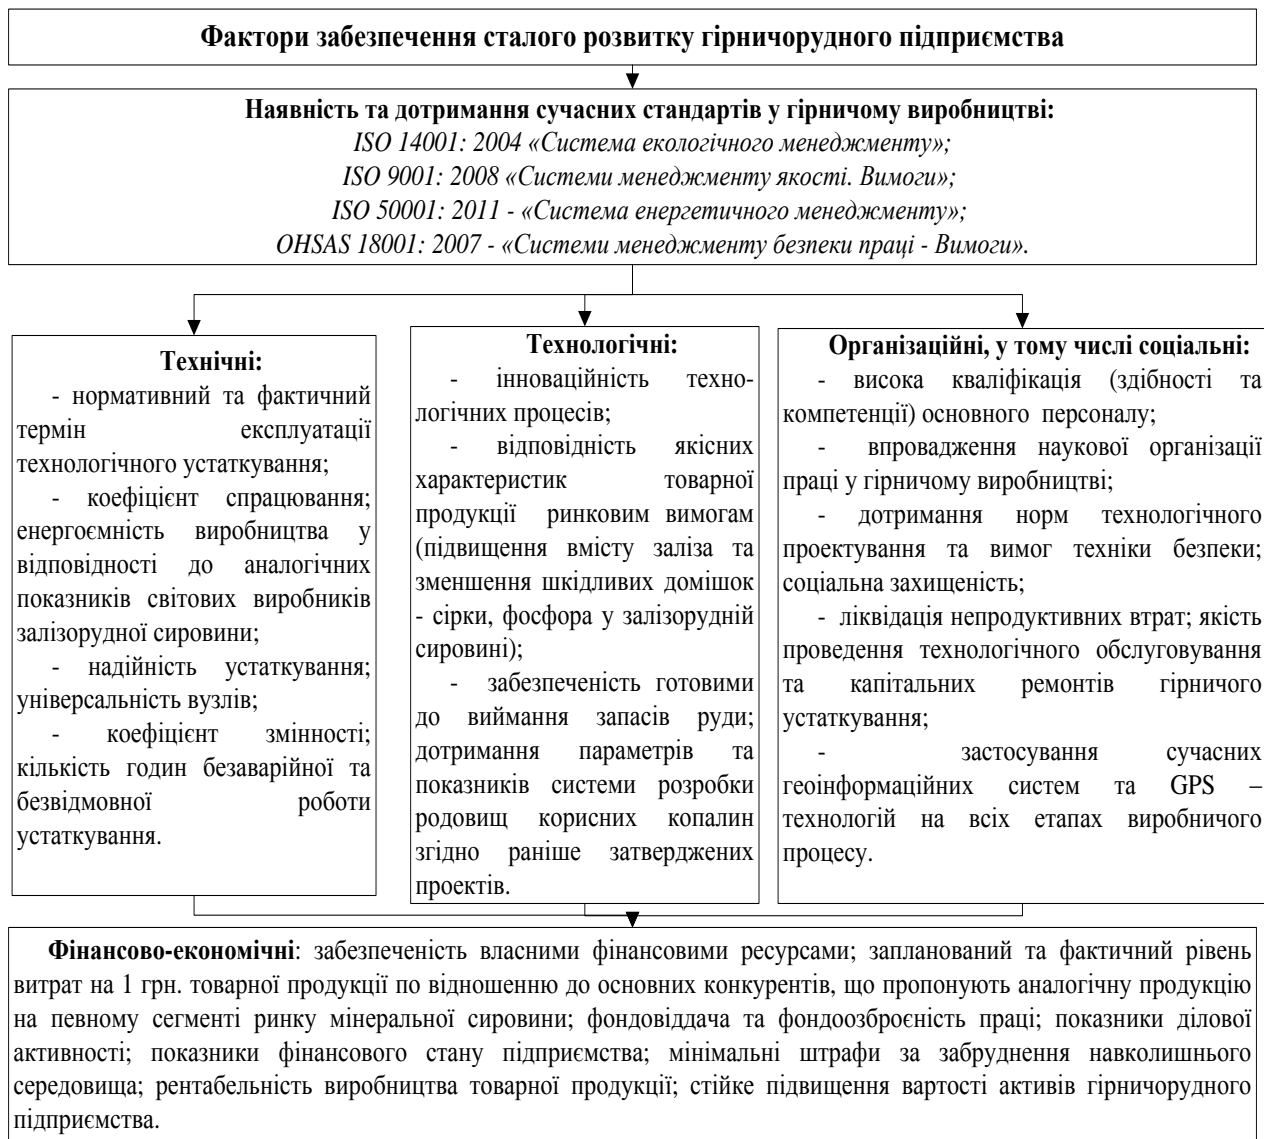 Фактори забезпечення сталого розвитку гірничорудного підприємства
Наявність та дотримання сучасних стандартів у гірничому виробництві:
ISO 14001: 2004 «Система екологічного менеджменту»;
ISO 9001: 2008 «Системи менеджменту якості. Вимоги»;
ISO 50001: 2011 - «Система енергетичного менеджменту»;
OHSAS 18001: 2007 - «Системи менеджменту безпеки праці - Вимоги».
Технічні:
- нормативний та фактичний
термін експлуатації
технологічного устаткування;
- коефіцієнт спрацювання;
енергоємність виробництва у
відповідності до аналогічних
показників світових виробників
залізорудної сировини;
- надійність устаткування;
універсальність вузлів;
- коефіцієнт змінності;
кількість годин безаварійної та
безвідмовної роботи
устаткування.
Технологічні:
- інноваційність техно-
логічних процесів;
- відповідність якісних
характеристик товарної
продукції ринковим вимогам
(підвищення вмісту заліза та
зменшення шкідливих домішок
- сірки, фосфора у залізорудній
сировині);
- забезпеченість готовими
до виймання запасів руди;
дотримання параметрів та
показників системи розробки
родовищ корисних копалин
згідно раніше затверджених
проектів.
Організаційні, у тому числі соціальні:
- висока кваліфікація (здібності та
компетенції) основного персоналу;
- впровадження наукової організації
праці у гірничому виробництві;
- дотримання норм технологічного
проектування та вимог техніки безпеки;
соціальна захищеність;
- ліквідація непродуктивних втрат; якість
проведення технологічного обслуговування
та капітальних ремонтів гірничого
устаткування;
- застосування сучасних
геоінформаційних систем та GPS –
технологій на всіх етапах виробничого
процесу.
Фінансово-економічні: забезпеченість власними фінансовими ресурсами; запланований та фактичний рівень
витрат на 1 грн. товарної продукції по відношенню до основних конкурентів, що пропонують аналогічну продукцію
на певному сегменті ринку мінеральної сировини; фондовіддача та фондоозброєність праці; показники ділової
активності; показники фінансового стану підприємства; мінімальні штрафи за забруднення навколишнього
середовища; рентабельність виробництва товарної продукції; стійке підвищення вартості активів гірничорудного
підприємства.